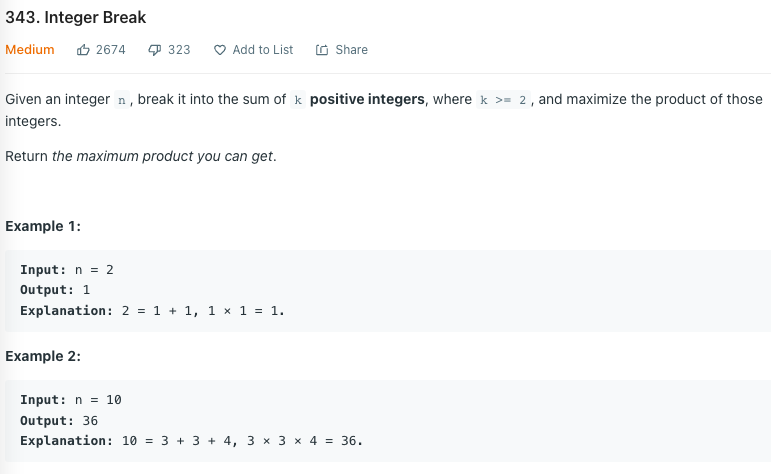 343. Integer Break
Medium 2674 323 Add to List Share
Given an integer n , break it into the sum of k positive integers, where k >= 2 , and maximize the product of those
integers.
Return the maximum product you can get.
Example 1:
Input: n = 2
Output: 1
Explanation: 2 = 1 + 1, 1 × 1 = 1.
Example 2:
Input: n = 10
Output: 36
Explanation: 10 = 3 + 3 + 4, 3 × 3 × 4 = 36.